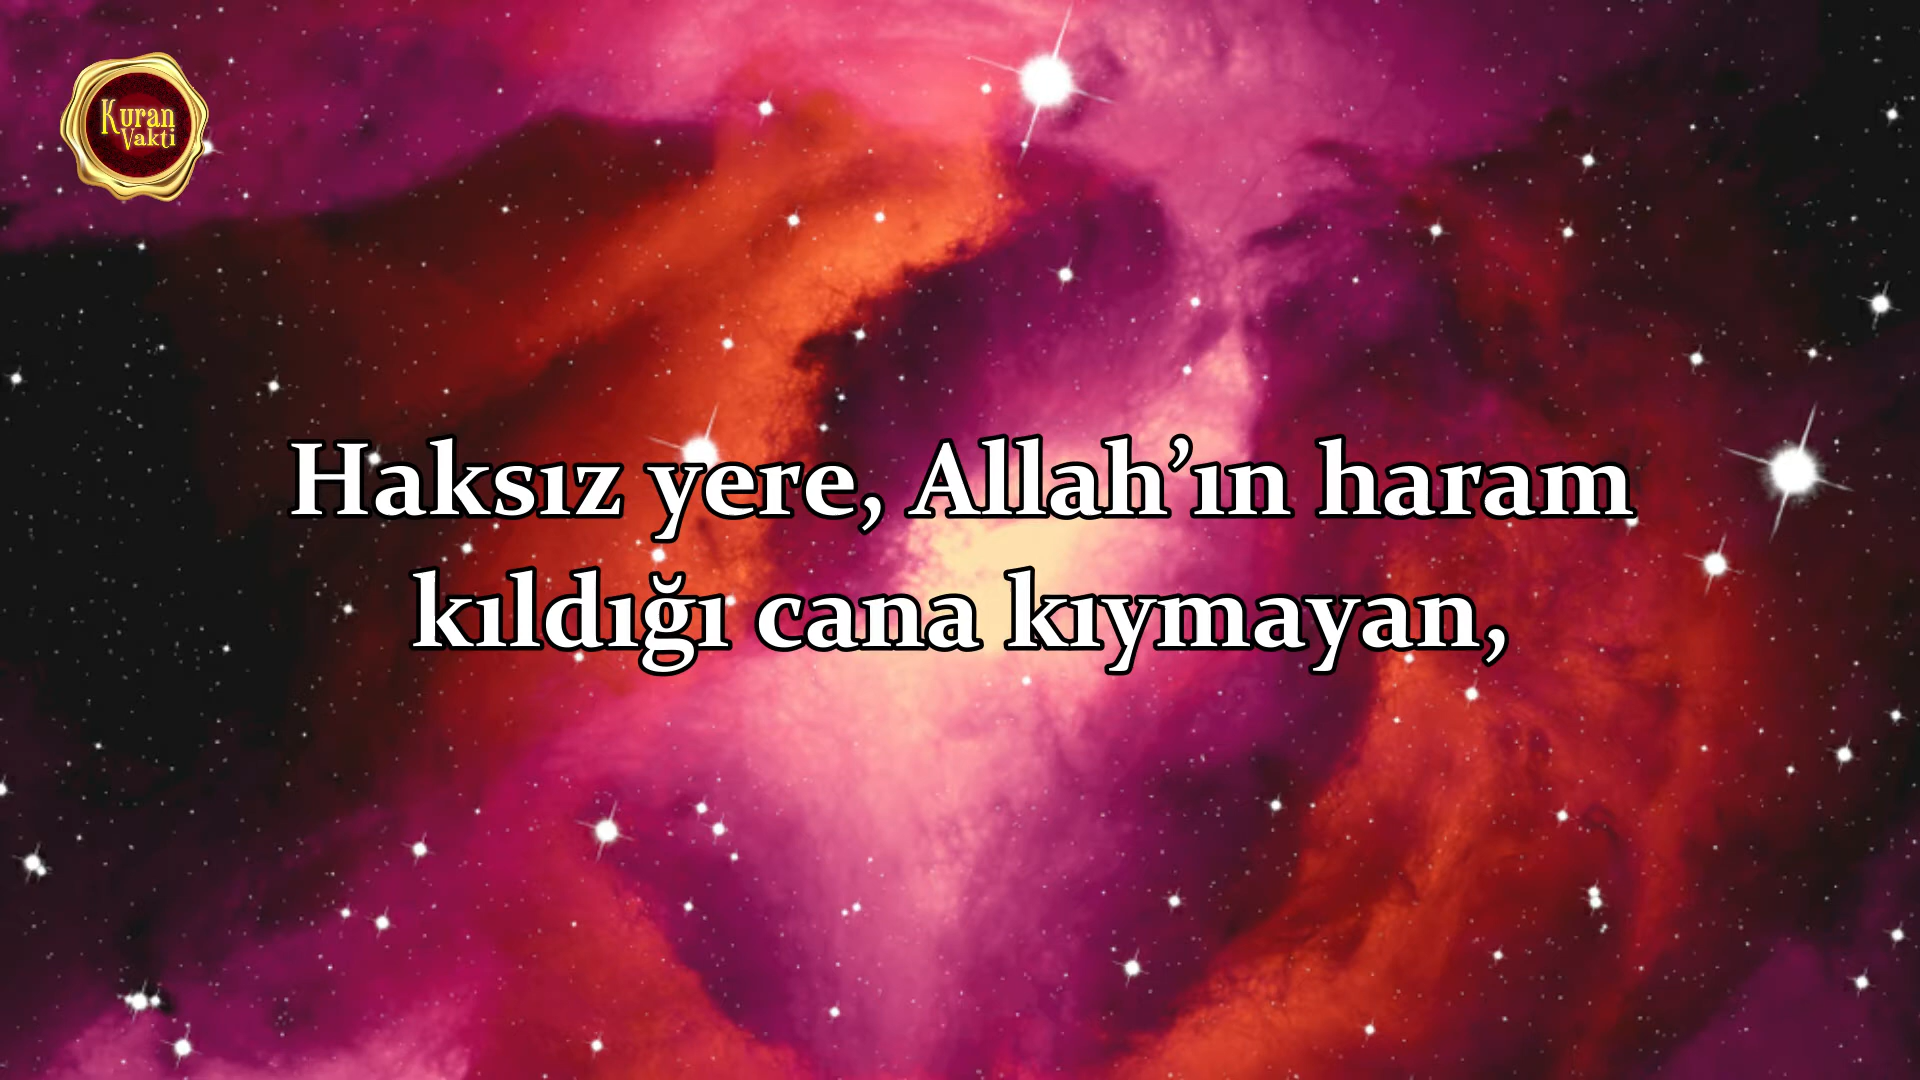 Kuran
Vakti
Haksız yere, Allah’ın haram
kıldığı cana kıymayan,